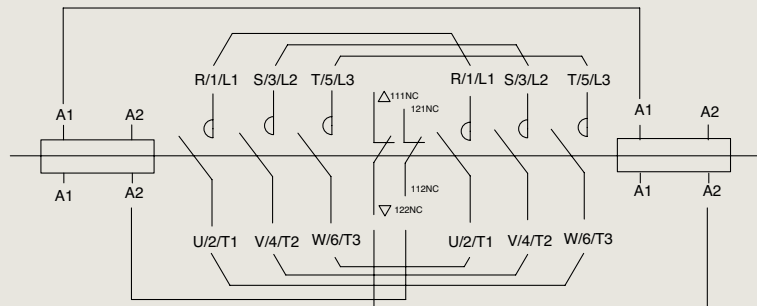 R/1/L1 S/3/L2 T/5/L3 R/1/L1 S/3/L2 T/5/L3
111NC
121NC
A1 A2 A1 A2
A1 A2 A1 A2
112NC
122NC
U/2/T1 V/4/T2 W/6/T3 U/2/T1 V/4/T2 W/6/T3